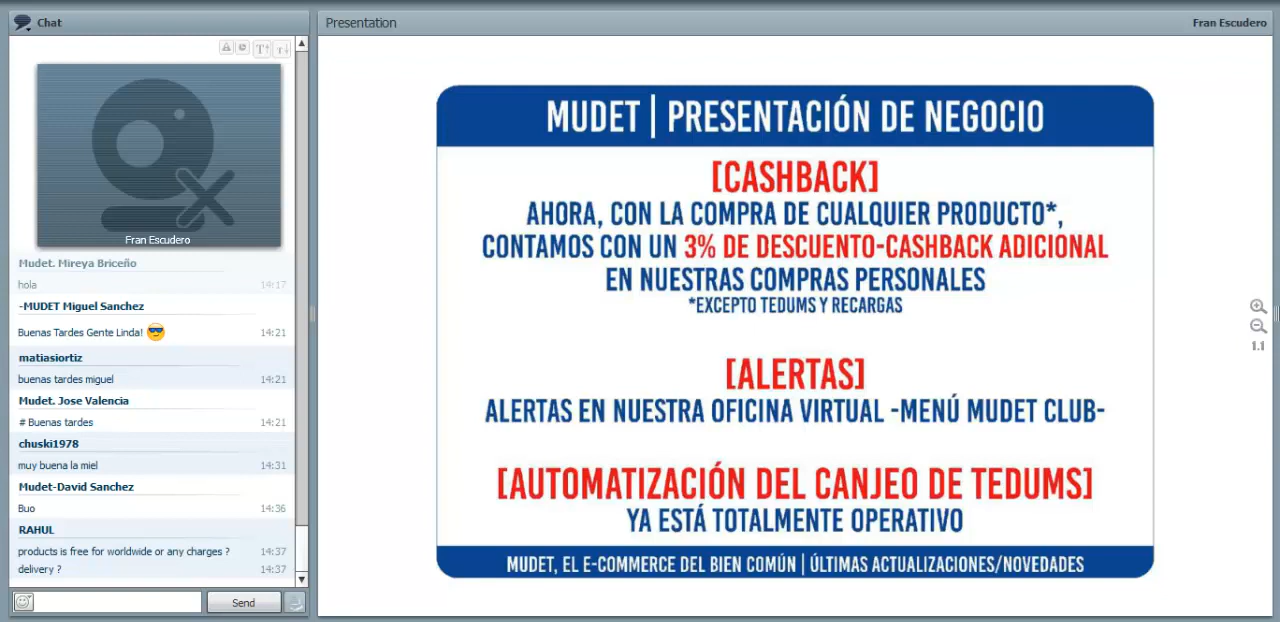 Chat
Fran Escudero
Mudet. Mireya Briceño
hola 14:17
-MUDET Miguel Sanchez
Buenas Tardes Gente Linda! 14:21
matiasiortiz
buenas tardes miguel 14:21
Mudet. Jose Valencia
# Buenas tardes 14:21
chuski1978
muy buena la miel 14:31
Mudet-David Sanchez
Buo 14:36
RAHUL
products is free for worldwide or any charges ? 14:37
delivery ? 14:37
Send
Presentation
Fran Escudero
MUDET | PRESENTACIÓN DE NEGOCIO
[CASHBACK]
AHORA, CON LA COMPRA DE CUALQUIER PRODUCTO*,
CONTAMOS CON UN 3% DE DESCUENTO-CASHBACK ADICIONAL
EN NUESTRAS COMPRAS PERSONALES
*EXCEPTO TEDUMS Y RECARGAS
[ALERTAS]
ALERTAS EN NUESTRA OFICINA VIRTUAL -MENÚ MUDET CLUB-
[AUTOMATIZACIÓN DEL CANJEO DE TEDUMS]
YA ESTÁ TOTALMENTE OPERATIVO
MUDET, EL E-COMMERCE DEL BIEN COMÚN | ÚLTIMAS ACTUALIZACIONES/NOVEDADES
1.1